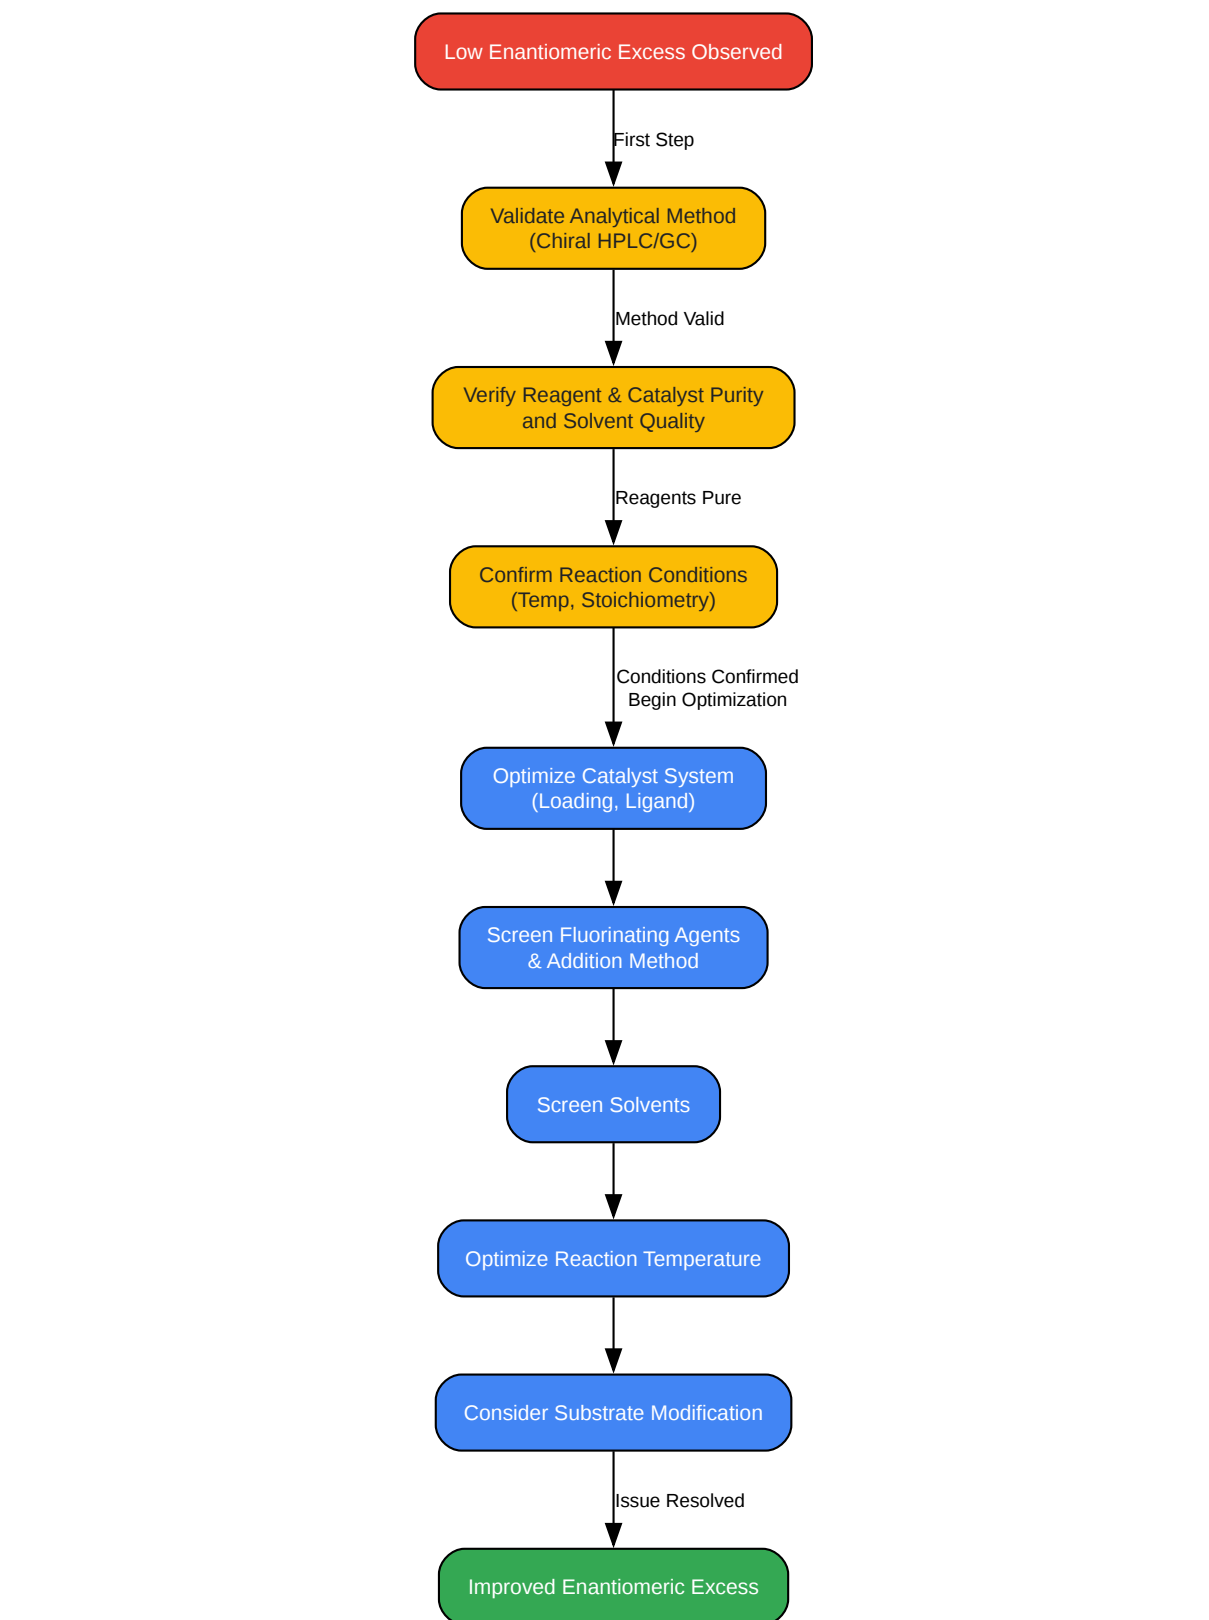 Low Enantiomeric Excess Observed
First Step
Validate Analytical Method
(Chiral HPLC/GC)
Method Valid
Verify Reagent & Catalyst Purity
and Solvent Quality
Reagents Pure
Confirm Reaction Conditions
(Temp, Stoichiometry)
Conditions Confirmed
Begin Optimization
Optimize Catalyst System
(Loading, Ligand)
Screen Fluorinating Agents
& Addition Method
Screen Solvents
Optimize Reaction Temperature
Consider Substrate Modification
Issue Resolved
Improved Enantiomeric Excess